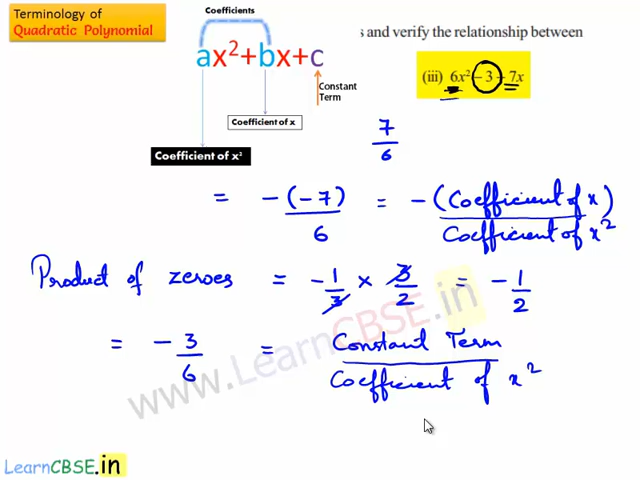 Terminology of
Quadratic Polynomial
Coefficients
ax²+bx+c
Constant
Term
Coefficient of x
Coefficient of x²
s and verify the relationship between
(iii) 6x² – 3 – 7x
7/6
= -(-7)/6 = -(Coefficient of x)/Coefficient of x²
Product of zeroes = -1/3 × 3/2 = -1/2
= -3/6 = Constant Term/Coefficient of x²
www.LearnCBSE.in
LearnCBSE.in